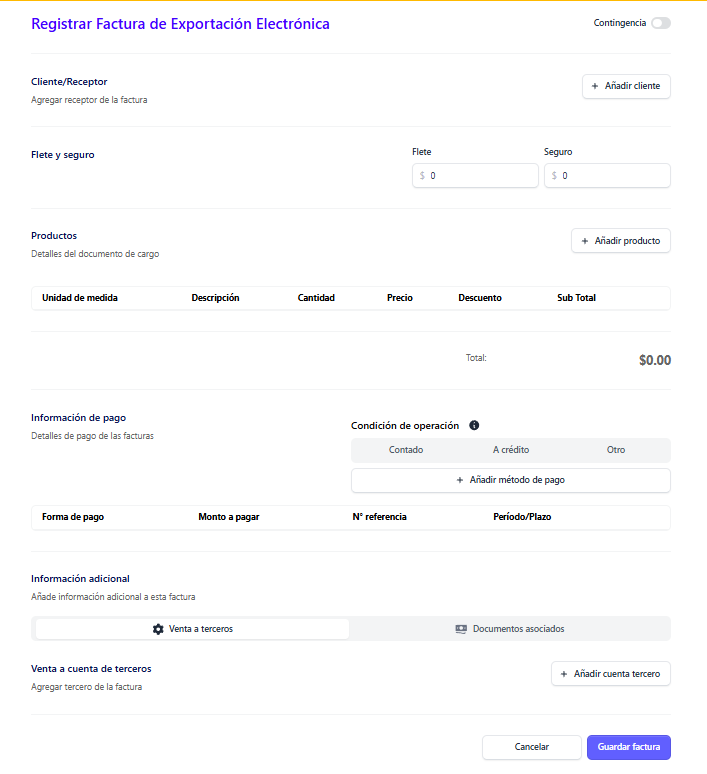 Registrar Factura de Exportación Electrónica
Contingencia
Cliente/Receptor
Agregar receptor de la factura
+ Añadir cliente
Flete y seguro
Flete
Seguro
$ 0
$ 0
Productos
Detalles del documento de cargo
+ Añadir producto
Unidad de medida Descripción Cantidad Precio Descuento Sub Total
Total: $0.00
Información de pago
Detalles de pago de las facturas
Condición de operación
Contado A crédito Otro
+ Añadir método de pago
Forma de pago Monto a pagar N° referencia Período/Plazo
Información adicional
Añade información adicional a esta factura
Venta a terceros Documentos asociados
Venta a cuenta de terceros
Agregar tercero de la factura
+ Añadir cuenta tercero
Cancelar Guardar factura